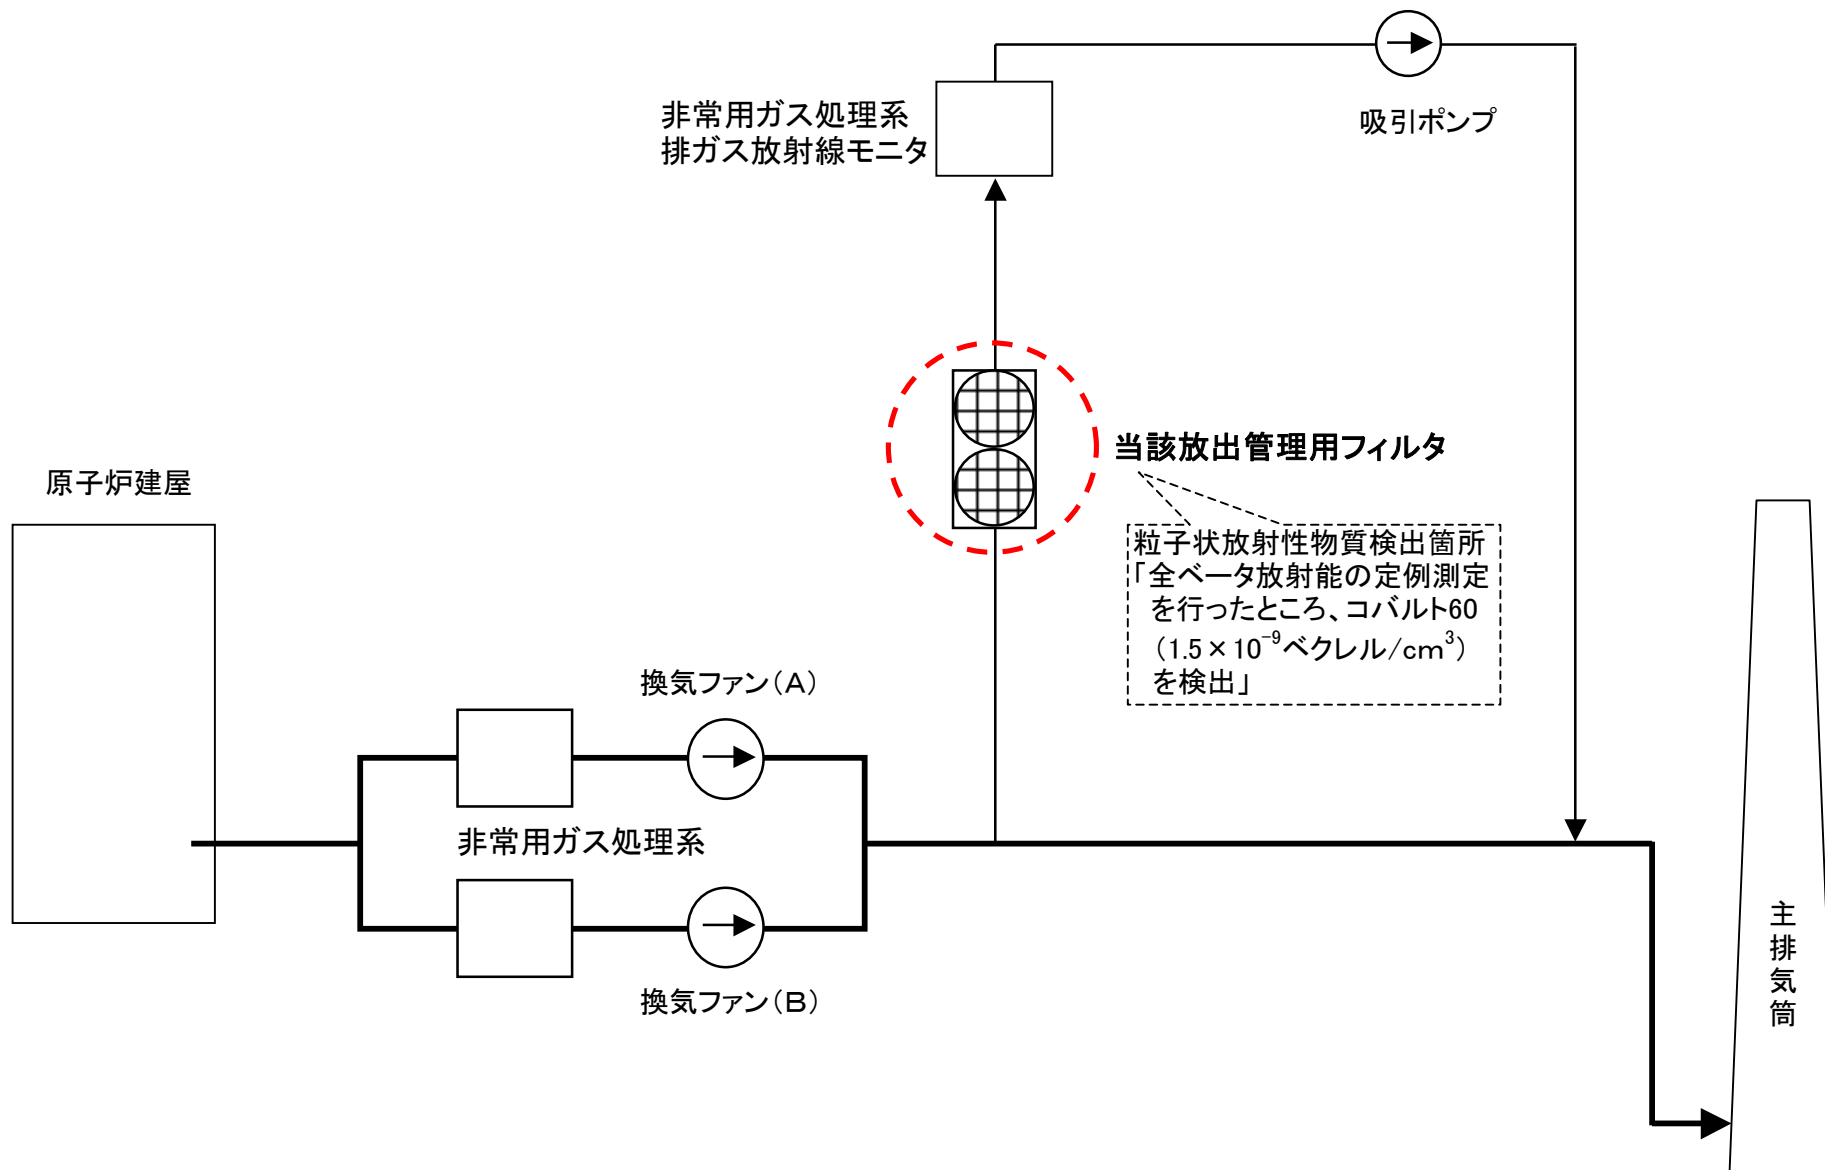 非常用ガス処理系
排ガス放射線モニタ
吸引ポンプ
当該放出管理用フィルタ
原子炉建屋
粒子状放射性物質検出箇所
「全ベータ放射能の定例測定
を行ったところ、コバルト60
（1.5×10⁻⁹ベクレル/cm³）
を検出」
換気ファン（A）
非常用ガス処理系
換気ファン（B）
主排気筒